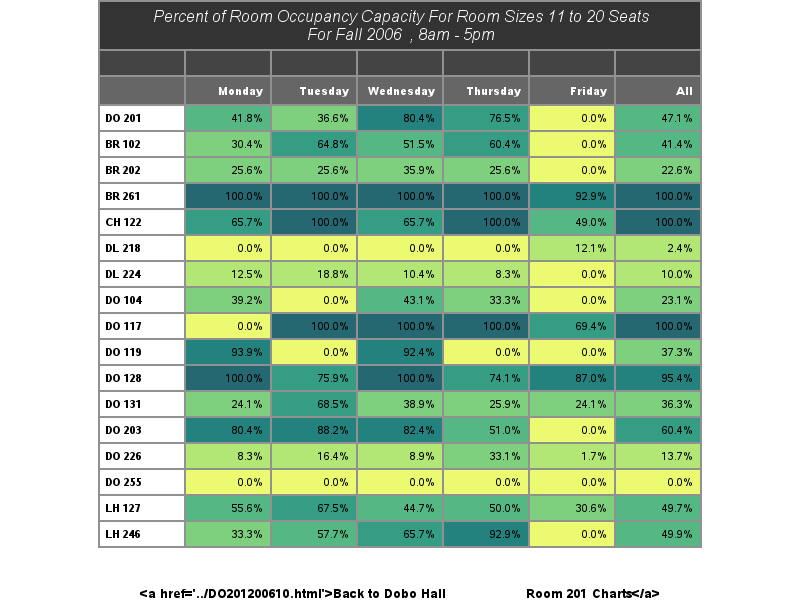 Percent of Room Occupancy Capacity For Room Sizes 11 to 20 Seats
For Fall 2006 , 8am - 5pm
Monday Tuesday Wednesday Thursday Friday All
DO 201 41.8% 36.6% 80.4% 76.5% 0.0% 47.1%
BR 102 30.4% 64.8% 51.5% 60.4% 0.0% 41.4%
BR 202 25.6% 25.6% 35.9% 25.6% 0.0% 22.6%
BR 261 100.0% 100.0% 100.0% 100.0% 92.9% 100.0%
CH 122 65.7% 100.0% 65.7% 100.0% 49.0% 100.0%
DL 218 0.0% 0.0% 0.0% 0.0% 12.1% 2.4%
DL 224 12.5% 18.8% 10.4% 8.3% 0.0% 10.0%
DO 104 39.2% 0.0% 43.1% 33.3% 0.0% 23.1%
DO 117 0.0% 100.0% 100.0% 100.0% 69.4% 100.0%
DO 119 93.9% 0.0% 92.4% 0.0% 0.0% 37.3%
DO 128 100.0% 75.9% 100.0% 74.1% 87.0% 95.4%
DO 131 24.1% 68.5% 38.9% 25.9% 24.1% 36.3%
DO 203 80.4% 88.2% 82.4% 51.0% 0.0% 60.4%
DO 226 8.3% 16.4% 8.9% 33.1% 1.7% 13.7%
DO 255 0.0% 0.0% 0.0% 0.0% 0.0% 0.0%
LH 127 55.6% 67.5% 44.7% 50.0% 30.6% 49.7%
LH 246 33.3% 57.7% 65.7% 92.9% 0.0% 49.9%
<a href='../DO201200610.html'>Back to Dobo Hall Room 201 Charts</a>